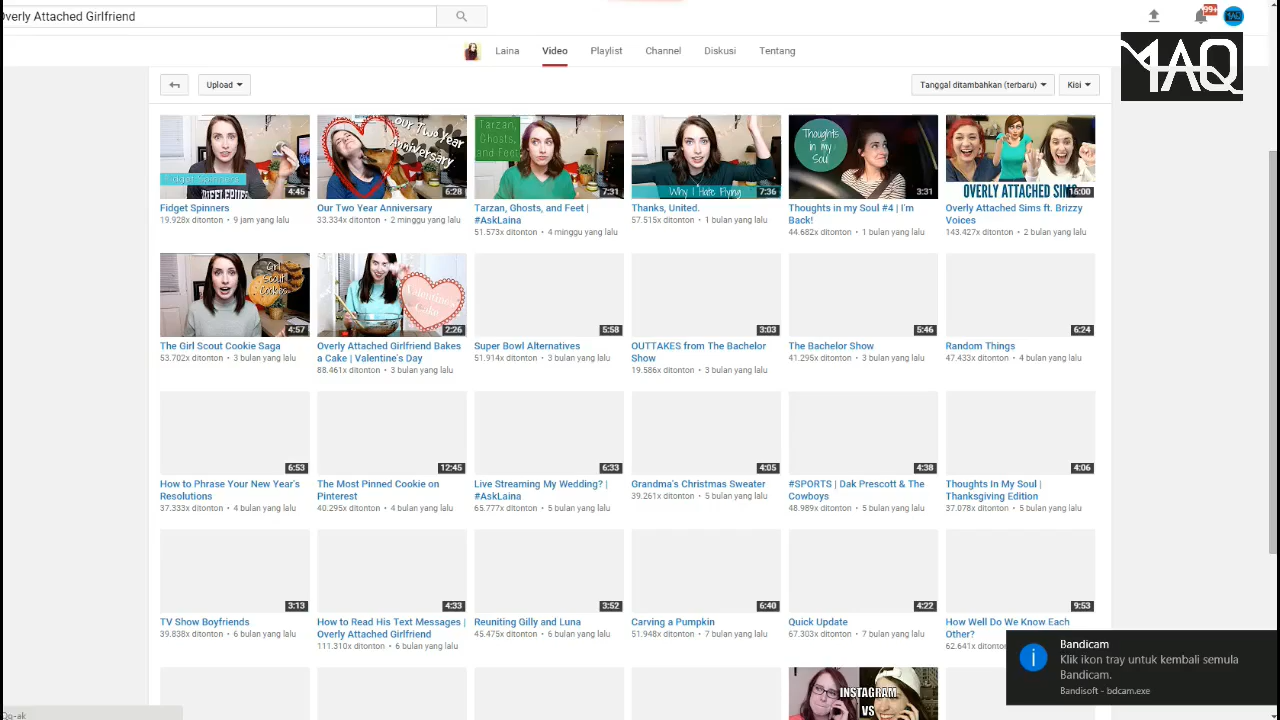 Overly Attached Girlfriend
99+
Laina Video Playlist Channel Diskusi Tentang
MAQ
Upload
Tanggal ditambahkan (terbaru) Kisi
Fidget Spinners
4:45
Fidget Spinners
19.928x ditonton • 9 jam yang lalu
Our Two Year Anniversary
6:28
Our Two Year Anniversary
33.334x ditonton • 2 minggu yang lalu
Tarzan,
Ghosts,
and Feet
7:31
Tarzan, Ghosts, and Feet |
#AskLaina
51.573x ditonton • 4 minggu yang lalu
Why I Hate Flying
7:36
Thanks, United.
57.515x ditonton • 1 bulan yang lalu
Thoughts
in my
Soul
3:31
Thoughts in my Soul #4 | I'm
Back!
44.682x ditonton • 1 bulan yang lalu
OVERLY ATTACHED SIMS
Overly Attached Sims ft. Brizzy
Voices
143.427x ditonton • 2 bulan yang lalu
Girl
Scout
Cookies
4:57
The Girl Scout Cookie Saga
53.702x ditonton • 3 bulan yang lalu
Valentine's
Cake
2:26
Overly Attached Girlfriend Bakes
a Cake | Valentine's Day
88.461x ditonton • 3 bulan yang lalu
5:58
Super Bowl Alternatives
51.914x ditonton • 3 bulan yang lalu
3:03
OUTTAKES from The Bachelor
Show
19.586x ditonton • 3 bulan yang lalu
5:46
The Bachelor Show
41.295x ditonton • 3 bulan yang lalu
6:24
Random Things
47.433x ditonton • 4 bulan yang lalu
6:53
How to Phrase Your New Year's
Resolutions
37.333x ditonton • 4 bulan yang lalu
12:45
The Most Pinned Cookie on
Pinterest
40.295x ditonton • 4 bulan yang lalu
6:33
Live Streaming My Wedding? |
#AskLaina
65.777x ditonton • 5 bulan yang lalu
4:05
Grandma's Christmas Sweater
39.261x ditonton • 5 bulan yang lalu
4:38
#SPORTS | Dak Prescott & The
Cowboys
48.989x ditonton • 5 bulan yang lalu
4:06
Thoughts In My Soul |
Thanksgiving Edition
37.078x ditonton • 5 bulan yang lalu
3:13
TV Show Boyfriends
39.838x ditonton • 6 bulan yang lalu
4:33
How to Read His Text Messages |
Overly Attached Girlfriend
111.310x ditonton • 6 bulan yang lalu
3:52
Reuniting Gilly and Luna
45.475x ditonton • 6 bulan yang lalu
6:40
Carving a Pumpkin
51.948x ditonton • 7 bulan yang lalu
4:22
Quick Update
67.303x ditonton • 7 bulan yang lalu
9:53
How Well Do We Know Each
Other?
62.641x ditonton
INSTAGRAM
VS
Bandicam
Klik ikon tray untuk kembali semula
Bandicam.
Bandisoft - bdcam.exe